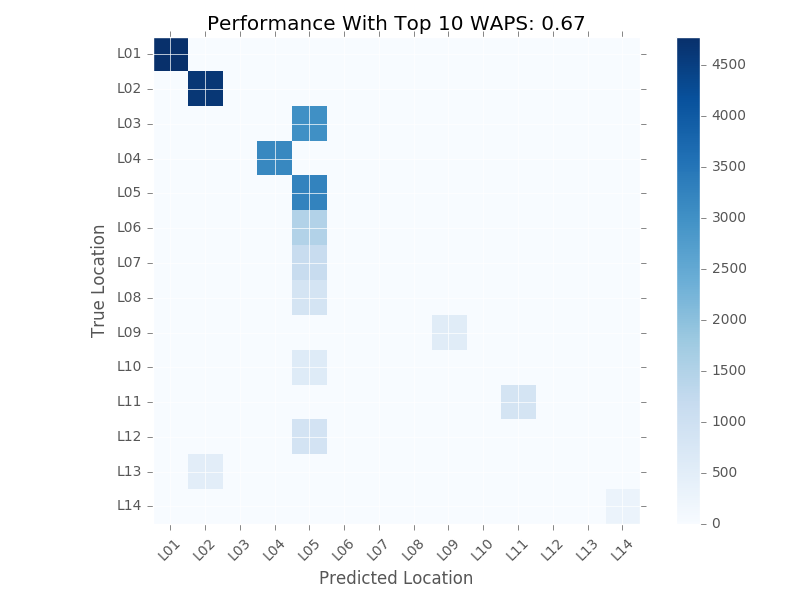 Performance With Top 10 WAPS: 0.67
True Location
L01
L02
L03
L04
L05
L06
L07
L08
L09
L10
L11
L12
L13
L14
L01 L02 L03 L04 L05 L06 L07 L08 L09 L10 L11 L12 L13 L14
Predicted Location
4500
4000
3500
3000
2500
2000
1500
1000
500
0